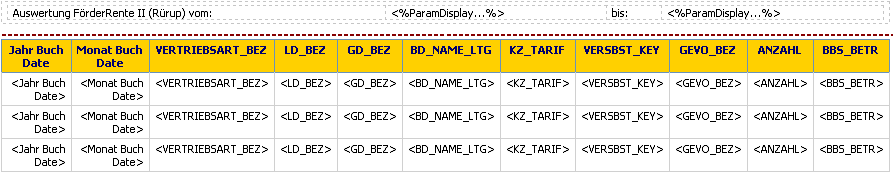 Auswertung FörderRente II (Rürup) vom: <%ParamDisplay...%> bis: <%ParamDisplay...%>
Jahr Buch Date Monat Buch Date VERTRIEBSART_BEZ LD_BEZ GD_BEZ BD_NAME_LTG KZ_TARIF VERSBST_KEY GEVO_BEZ ANZAHL BBS_BETR
<Jahr Buch Date> <Monat Buch Date> <VERTRIEBSART_BEZ> <LD_BEZ> <GD_BEZ> <BD_NAME_LTG> <KZ_TARIF> <VERSBST_KEY> <GEVO_BEZ> <ANZAHL> <BBS_BETR>
<Jahr Buch Date> <Monat Buch Date> <VERTRIEBSART_BEZ> <LD_BEZ> <GD_BEZ> <BD_NAME_LTG> <KZ_TARIF> <VERSBST_KEY> <GEVO_BEZ> <ANZAHL> <BBS_BETR>
<Jahr Buch Date> <Monat Buch Date> <VERTRIEBSART_BEZ> <LD_BEZ> <GD_BEZ> <BD_NAME_LTG> <KZ_TARIF> <VERSBST_KEY> <GEVO_BEZ> <ANZAHL> <BBS_BETR>